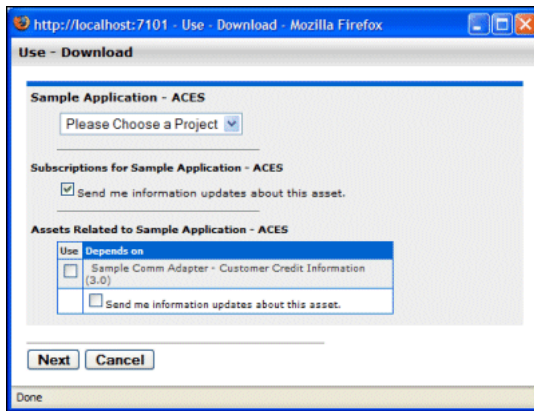 http://localhost:7101 - Use - Download - Mozilla Firefox
Use - Download
Sample Application - ACES
Please Choose a Project
Subscriptions for Sample Application - ACES
Send me information updates about this asset.
Assets Related to Sample Application - ACES
Use Depends on
Sample Comm Adapter - Customer Credit Information
(3.0)
Send me information updates about this asset.
Next Cancel
Done